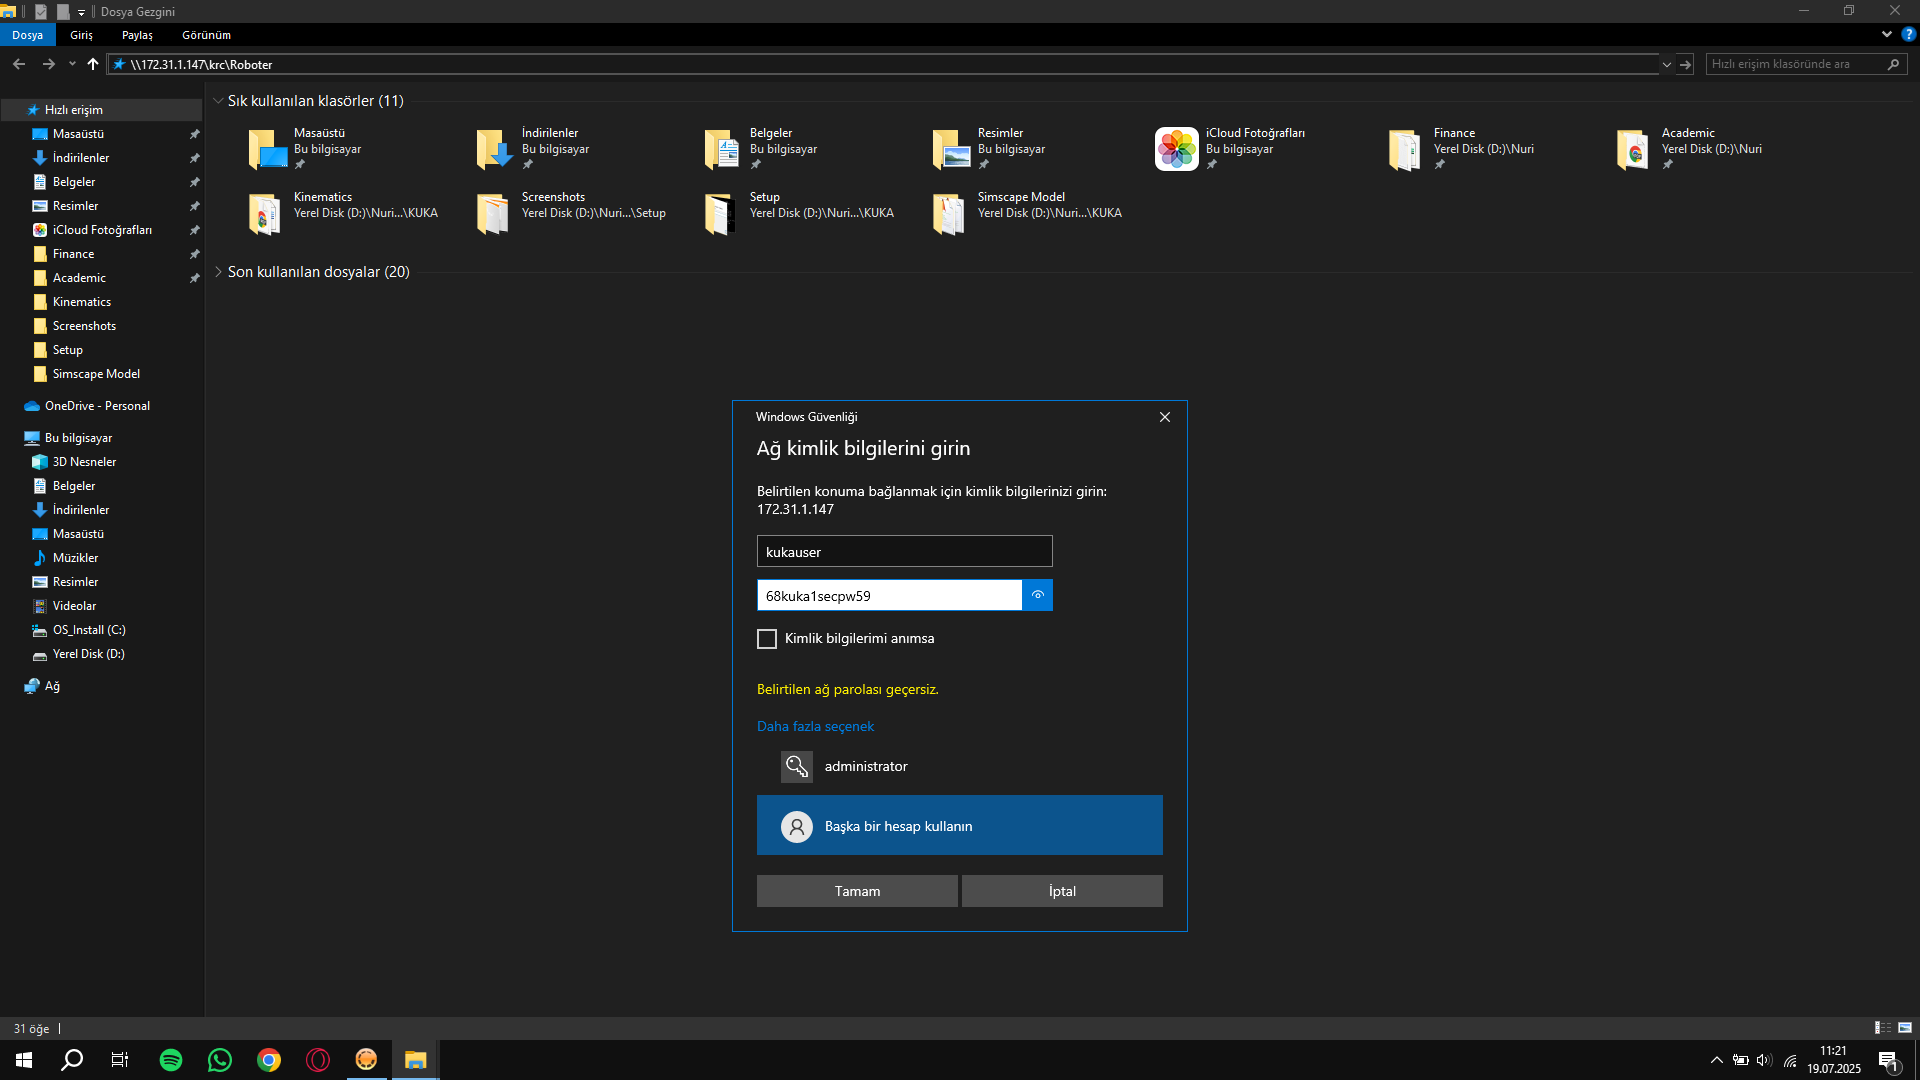 Dosya Gezgini
Dosya
Giriş
Paylaş
Görünüm
\\172.31.1.147\krc\Roboter
Hızlı erişim klasöründe ara
Hızlı erişim
Masaüstü
İndirilenler
Belgeler
Resimler
iCloud Fotoğrafları
Finance
Academic
Kinematics
Screenshots
Setup
Simscape Model
OneDrive - Personal
Bu bilgisayar
3D Nesneler
Belgeler
İndirilenler
Masaüstü
Müzikler
Resimler
Videolar
OS_Install (C:)
Yerel Disk (D:)
Ağ
Sık kullanılan klasörler (11)
Masaüstü
Bu bilgisayar
İndirilenler
Bu bilgisayar
Belgeler
Bu bilgisayar
Resimler
Bu bilgisayar
iCloud Fotoğrafları
Bu bilgisayar
Finance
Yerel Disk (D:)\Nuri
Academic
Yerel Disk (D:)\Nuri
Kinematics
Yerel Disk (D:)\Nuri...\KUKA
Screenshots
Yerel Disk (D:)\Nuri...\Setup
Setup
Yerel Disk (D:)\Nuri...\KUKA
Simscape Model
Yerel Disk (D:)\Nuri...\KUKA
Son kullanılan dosyalar (20)
Windows Güvenliği
Ağ kimlik bilgilerini girin
Belirtilen konuma bağlanmak için kimlik bilgilerinizi girin:
172.31.1.147
kukauser
68kuka1secpw59
Kimlik bilgilerimi anımsa
Belirtilen ağ parolası geçersiz.
Daha fazla seçenek
administrator
Başka bir hesap kullanın
Tamam
İptal
31 öğe
11:21
19.07.2025
1